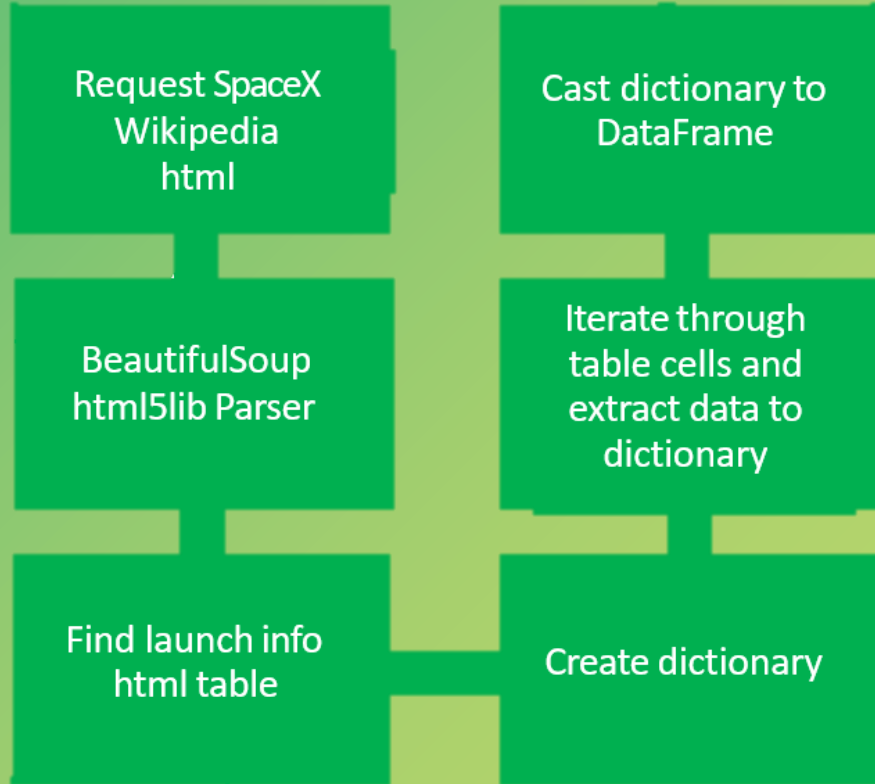 Request SpaceX
Wikipedia
html
BeautifulSoup
html5lib Parser
Find launch info
html table
Create dictionary
Iterate through
table cells and
extract data to
dictionary
Cast dictionary to
DataFrame